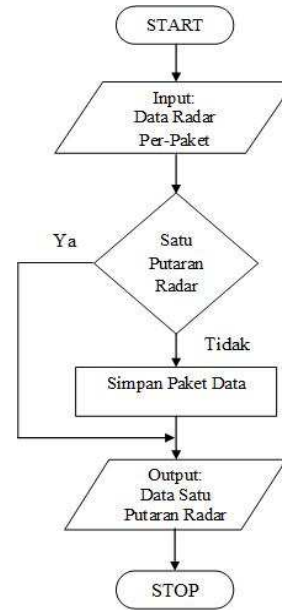 START
Input:
Data Radar
Per-Paket
Ya
Satu
Putaran
Radar
Tidak
Simpan Paket Data
Output:
Data Satu
Putaran Radar
STOP